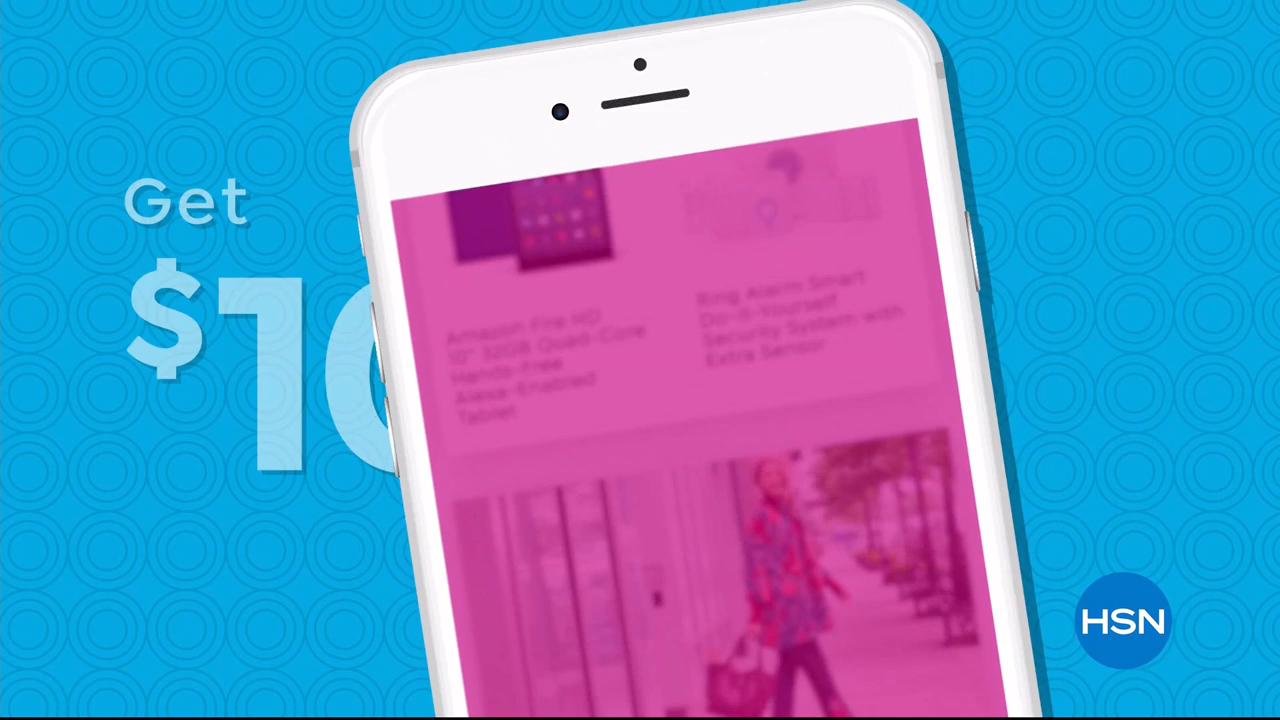 Get
$10
Amazon Fire HD
10" 32GB Quad-Core
Hands-Free
Alexa-Enabled
Tablet
Ring Alarm Smart
Do-It-Yourself
Security System with
Extra Sensor
HSN